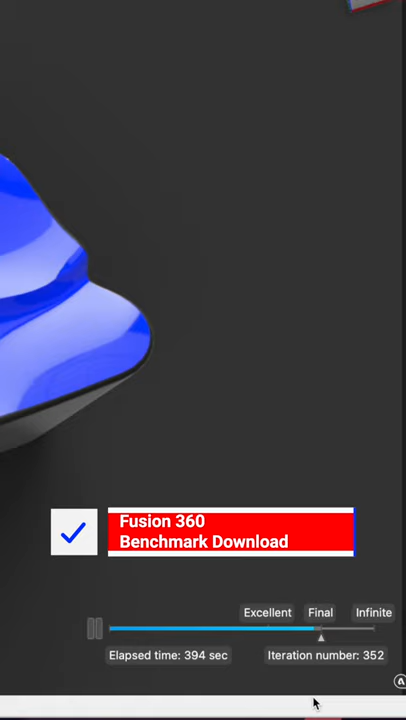 Fusion 360
Benchmark Download
Excellent Final Infinite
Elapsed time: 394 sec Iteration number: 352